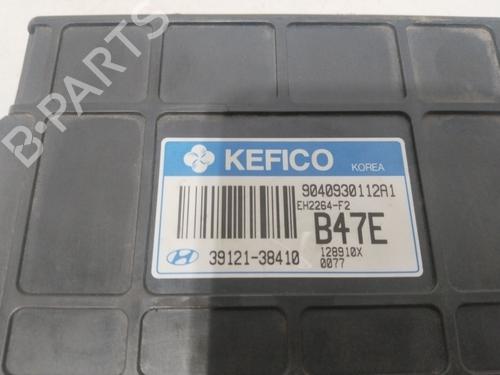 B-PARTS
KEFICO
KOREA
9040930112A1
EH2264-F2
B47E
39121-38410
128910X
0077